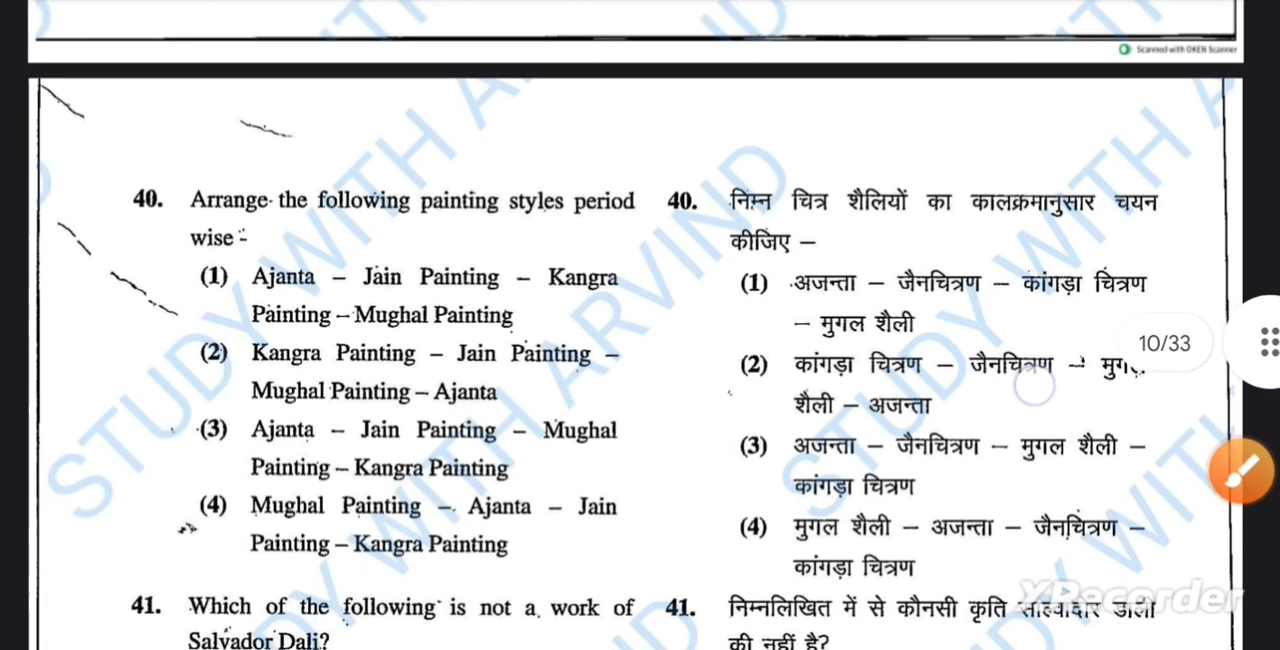 Scanned with OKEN Scanner
40. Arrange the following painting styles period
wise :-
(1) Ajanta – Jain Painting – Kangra
Painting – Mughal Painting
(2) Kangra Painting – Jain Painting –
Mughal Painting – Ajanta
(3) Ajanta – Jain Painting – Mughal
Painting – Kangra Painting
(4) Mughal Painting – Ajanta – Jain
Painting – Kangra Painting
41. Which of the following is not a work of
Salvador Dali?
40. निम्न चित्र शैलियों का कालक्रमानुसार चयन
कीजिए –
(1) अजन्ता – जैनचित्रण – कांगड़ा चित्रण
– मुगल शैली
(2) कांगड़ा चित्रण – जैनचित्रण –
शैली – अजन्ता
(3) अजन्ता – जैनचित्रण – मुगल शैली –
कांगड़ा चित्रण
(4) मुगल शैली – अजन्ता – जैनचित्रण –
कांगड़ा चित्रण
41. निम्नलिखित में से कौनसी कृति
की नहीं है?
10/33
STUDY WITH ARVIND
XRecorder